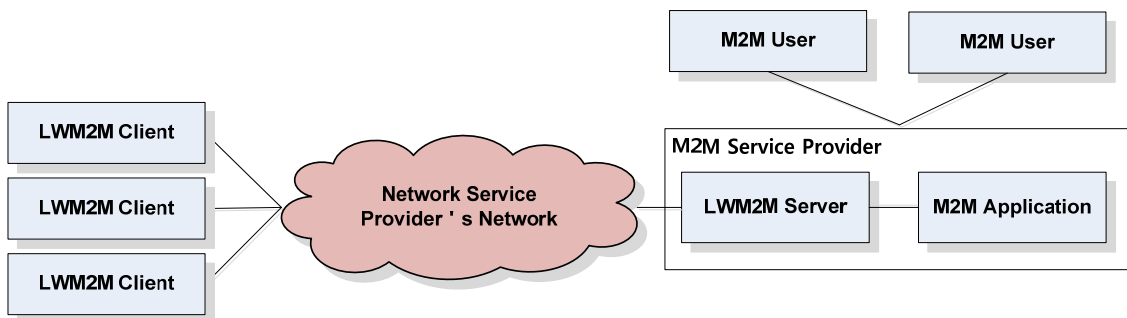 M2M User
M2M User
LWM2M Client
LWM2M Client
LWM2M Client
Network Service
Provider ' s Network
M2M Service Provider
LWM2M Server
M2M Application